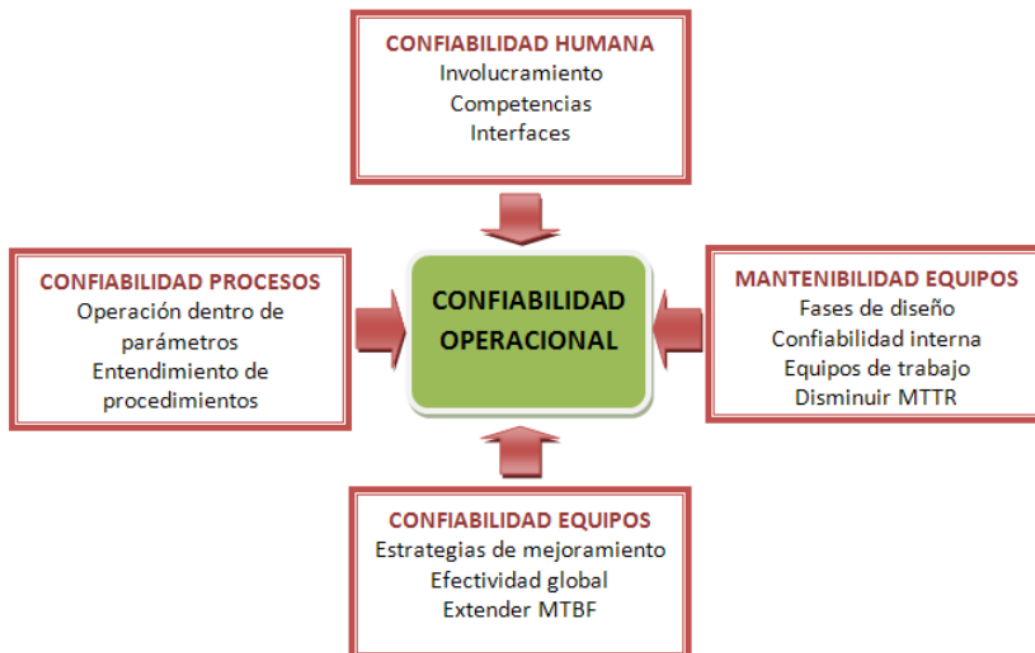 CONFIABILIDAD HUMANA
Involucramiento
Competencias
Interfaces
CONFIABILIDAD PROCESOS
Operación dentro de
parámetros
Entendimiento de
procedimientos
CONFIABILIDAD
OPERACIONAL
MANTENIBILIDAD EQUIPOS
Fases de diseño
Confiabilidad interna
Equipos de trabajo
Disminuir MTTR
CONFIABILIDAD EQUIPOS
Estrategias de mejoramiento
Efectividad global
Extender MTBF